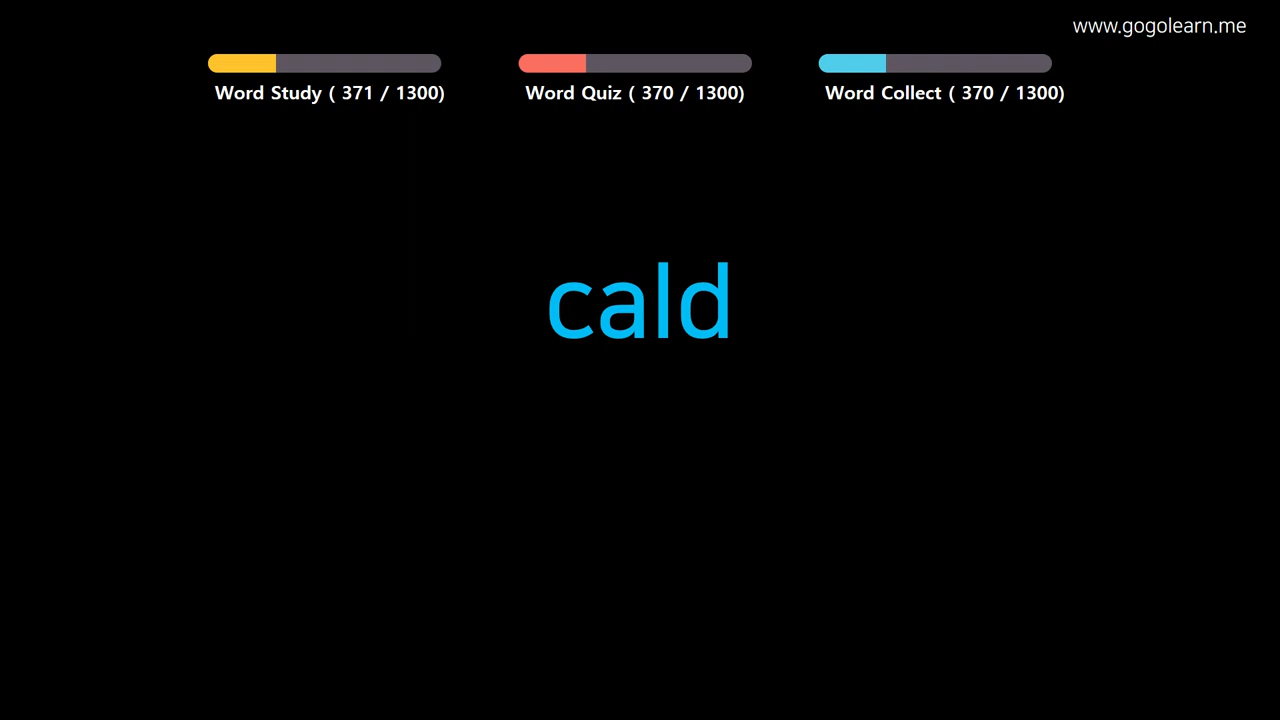 www.gogolearn.me
Word Study ( 371 / 1300)
Word Quiz ( 370 / 1300)
Word Collect ( 370 / 1300)
cald